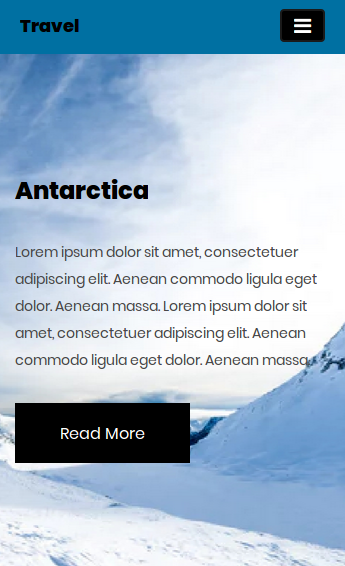 Travel
Antarctica
Lorem ipsum dolor sit amet, consectetuer
adipiscing elit. Aenean commodo ligula eget
dolor. Aenean massa. Lorem ipsum dolor sit
amet, consectetuer adipiscing elit. Aenean
commodo ligula eget dolor. Aenean massa.
Read More